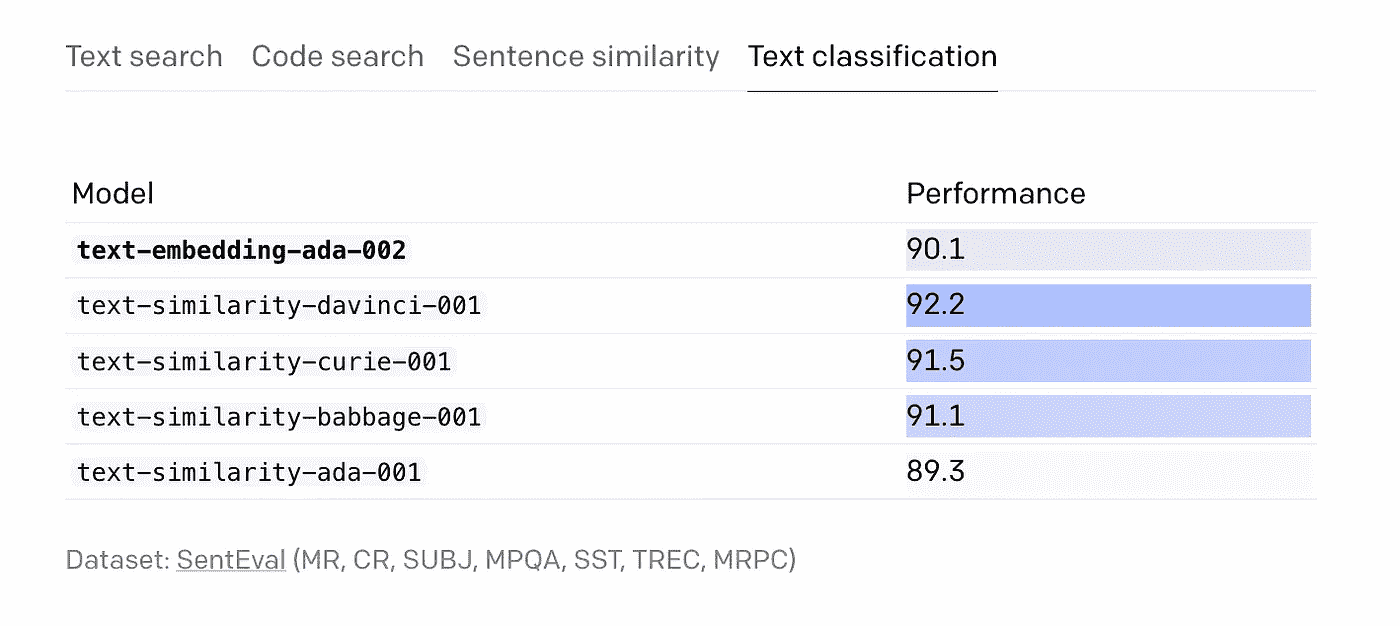 Text search Code search Sentence similarity Text classification
Model Performance
text-embedding-ada-002 90.1
text-similarity-davinci-001 92.2
text-similarity-curie-001 91.5
text-similarity-babbage-001 91.1
text-similarity-ada-001 89.3
Dataset: SentEval (MR, CR, SUBJ, MPQA, SST, TREC, MRPC)